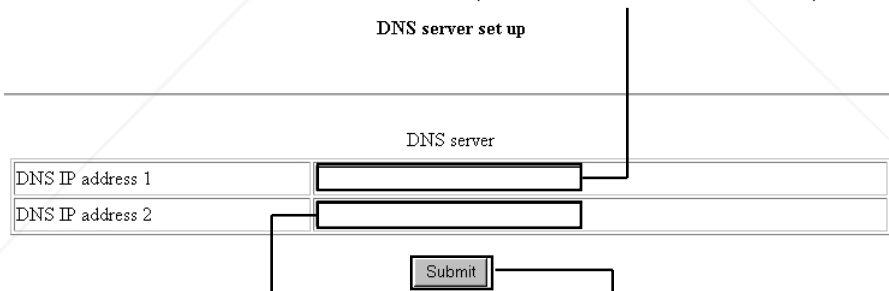 DNS server set up
DNS server
DNS IP address 1
DNS IP address 2
Submit